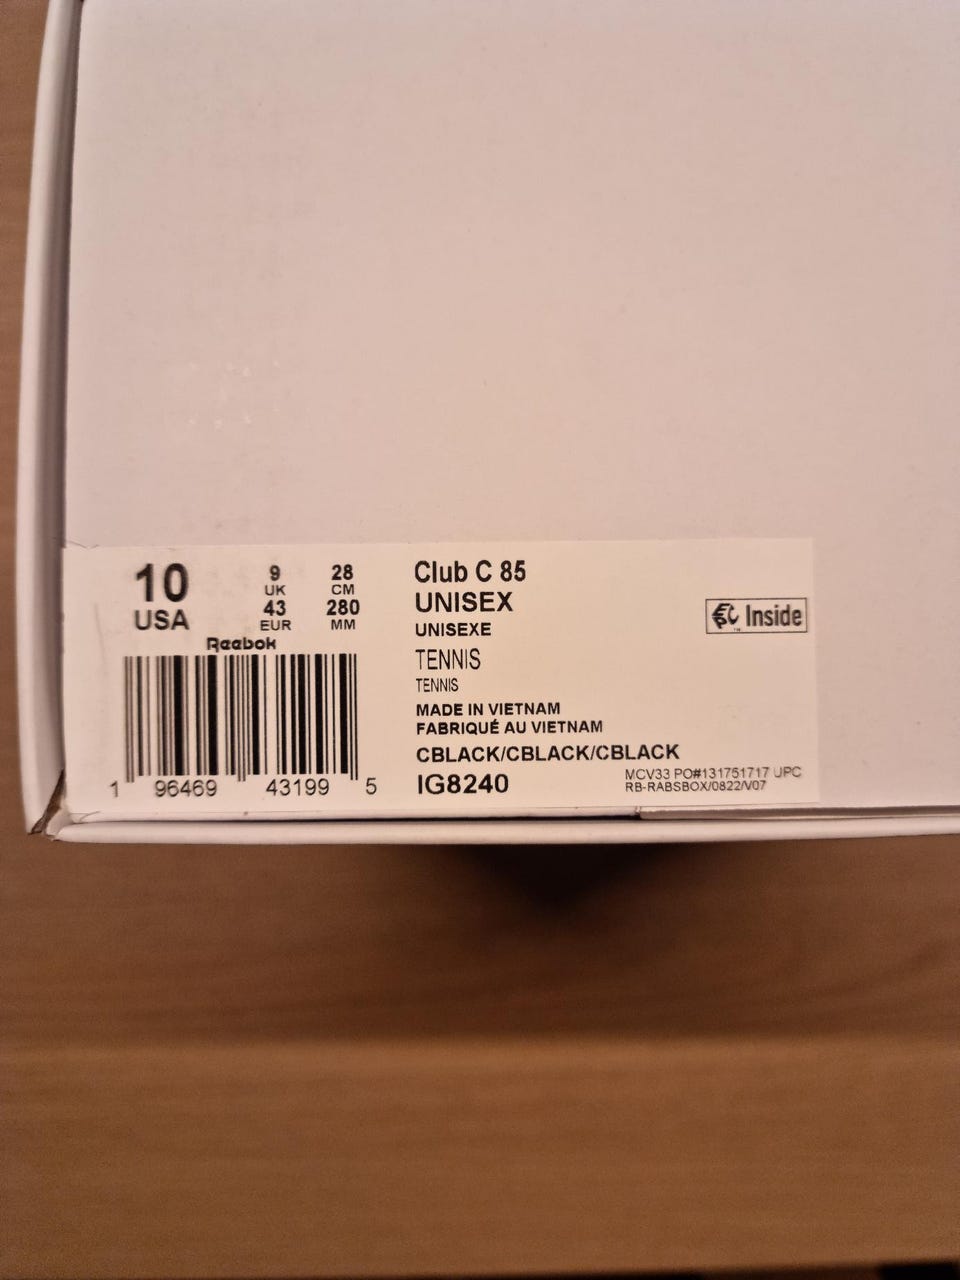 10
USA
9
UK
43
EUR
28
CM
280
MM
Reebok
1 96469 43199 5
Club C 85
UNISEX
UNISEXE
TENNIS
TENNIS
MADE IN VIETNAM
FABRIQUÉ AU VIETNAM
CBLACK/CBLACK/CBLACK
IG8240
MCV33 PO#131751717 UPC
RB-RABSBOX/0822/V07
Inside